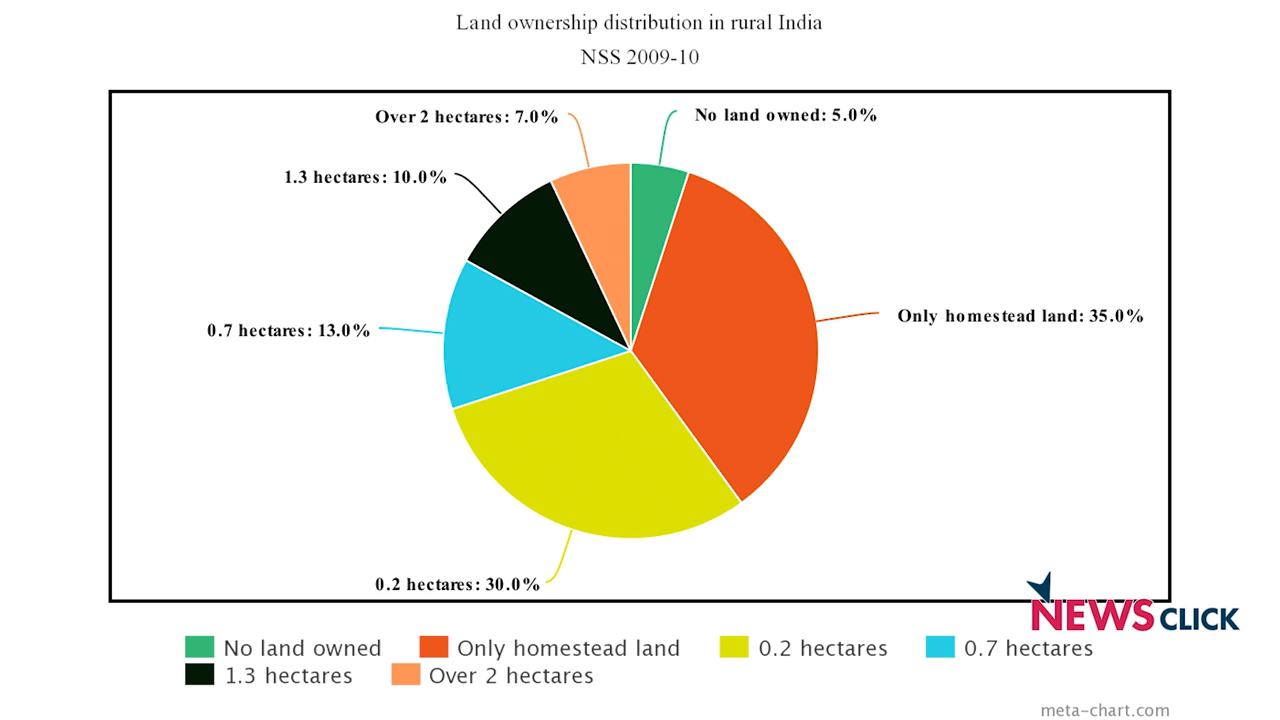 Land ownership distribution in rural India
NSS 2009-10
Over 2 hectares: 7.0%
No land owned: 5.0%
1.3 hectares: 10.0%
Only homestead land: 35.0%
0.7 hectares: 13.0%
0.2 hectares: 30.0%
NEWSCLICK
No land owned Only homestead land 0.2 hectares 0.7 hectares
1.3 hectares Over 2 hectares
meta-chart.com